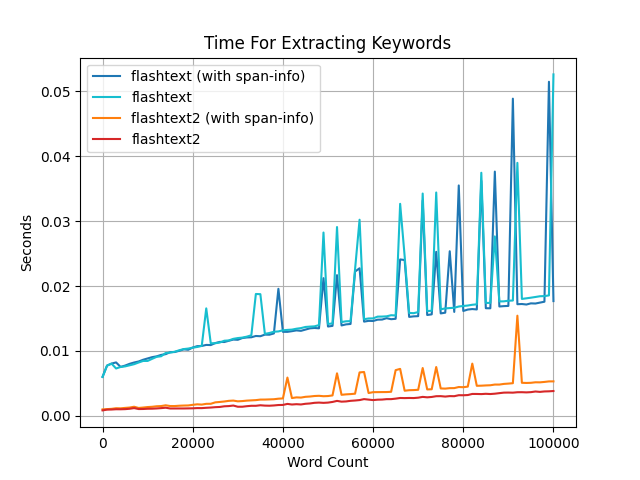 Time For Extracting Keywords
flashtext (with span-info)
flashtext
flashtext2 (with span-info)
flashtext2
0.05
0.04
0.03
0.02
0.01
0.00
Seconds
0 20000 40000 60000 80000 100000
Word Count